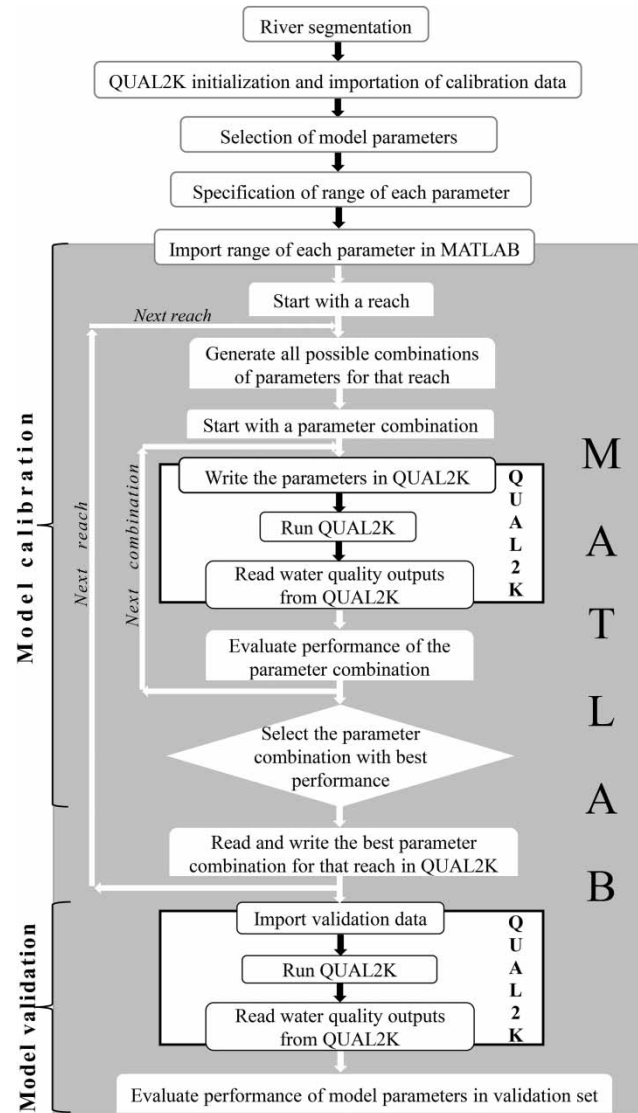 River segmentation
QUAL2K initialization and importation of calibration data
Selection of model parameters
Specification of range of each parameter
Import range of each parameter in MATLAB
Start with a reach
Next reach
Generate all possible combinations
of parameters for that reach
Start with a parameter combination
Write the parameters in QUAL2K
Run QUAL2K
Read water quality outputs
from QUAL2K
QUAL2K
Evaluate performance of the
parameter combination
Next combination
Select the parameter
combination with best
performance
Read and write the best parameter
combination for that reach in QUAL2K
Next reach
Model calibration
MATLAB
Import validation data
Run QUAL2K
Read water quality outputs
from QUAL2K
QUAL2K
Evaluate performance of model parameters in validation set
Model validation